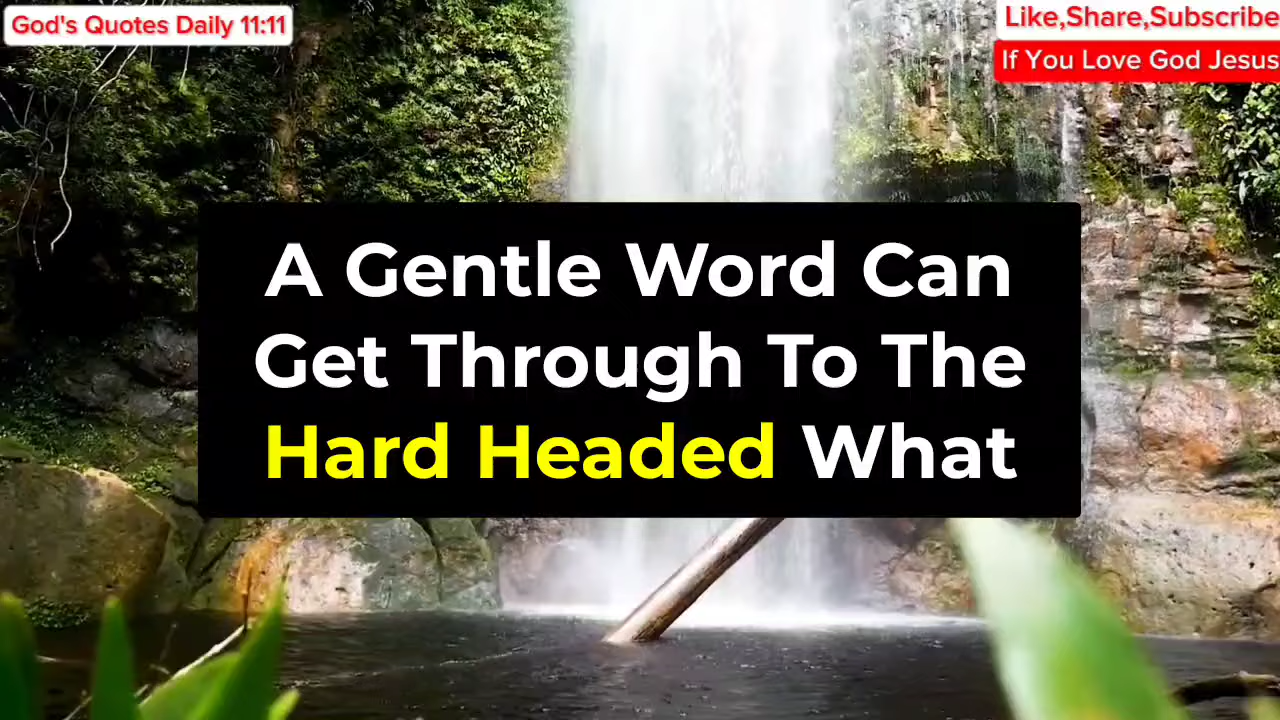 God's Quotes Daily 11:11
Like,Share,Subscribe
If You Love God Jesus
A Gentle Word Can
Get Through To The
Hard Headed What